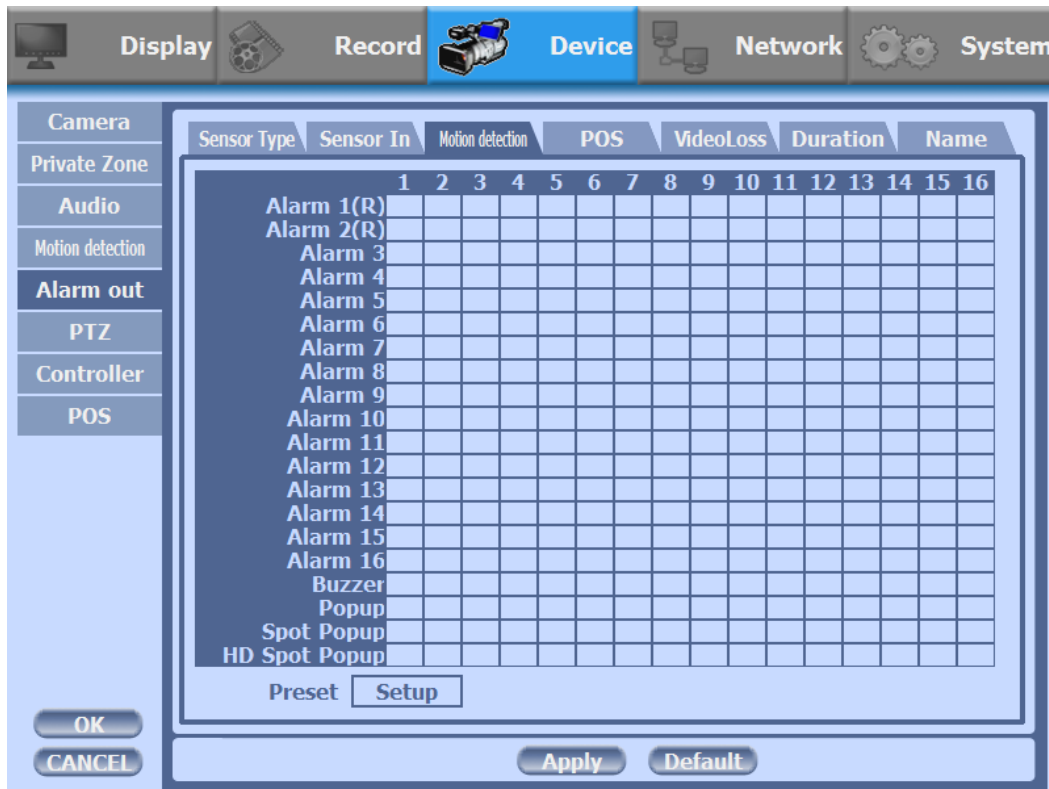 Display Record Device Network System
Camera
Private Zone
Audio
Motion detection
Alarm out
PTZ
Controller
POS
OK
CANCEL
Sensor Type Sensor In Motion detection POS VideoLoss Duration Name
1 2 3 4 5 6 7 8 9 10 11 12 13 14 15 16
Alarm 1(R)
Alarm 2(R)
Alarm 3
Alarm 4
Alarm 5
Alarm 6
Alarm 7
Alarm 8
Alarm 9
Alarm 10
Alarm 11
Alarm 12
Alarm 13
Alarm 14
Alarm 15
Alarm 16
Buzzer
Popup
Spot Popup
HD Spot Popup
Preset Setup
Apply Default